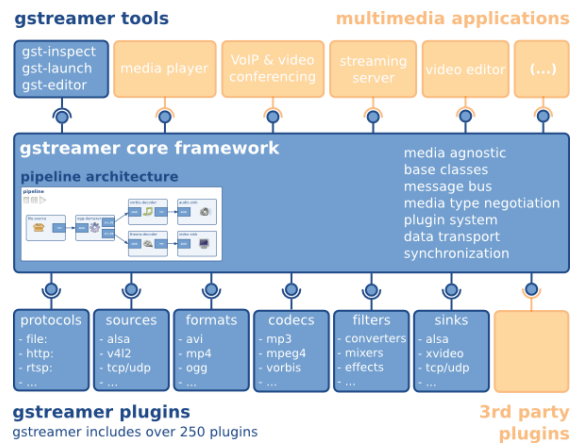 gstreamer tools
multimedia applications
gst-inspect
gst-launch
gst-editor
media player
VoIP & video
conferencing
streaming
server
video editor
(...)
gstreamer core framework
media agnostic
base classes
message bus
media type negotiation
plugin system
data transport
synchronization
pipeline architecture
pipeline
protocols
- file:
- http:
- rtsp:
- ...
sources
- alsa
- v4l2
- tcp/udp
- ...
formats
- avi
- mp4
- ogg
- ...
codecs
- mp3
- mpeg4
- vorbis
- ...
filters
- converters
- mixers
- effects
- ...
sinks
- alsa
- xvideo
- tcp/udp
- ...
gstreamer plugins
gstreamer includes over 250 plugins
3rd party
plugins